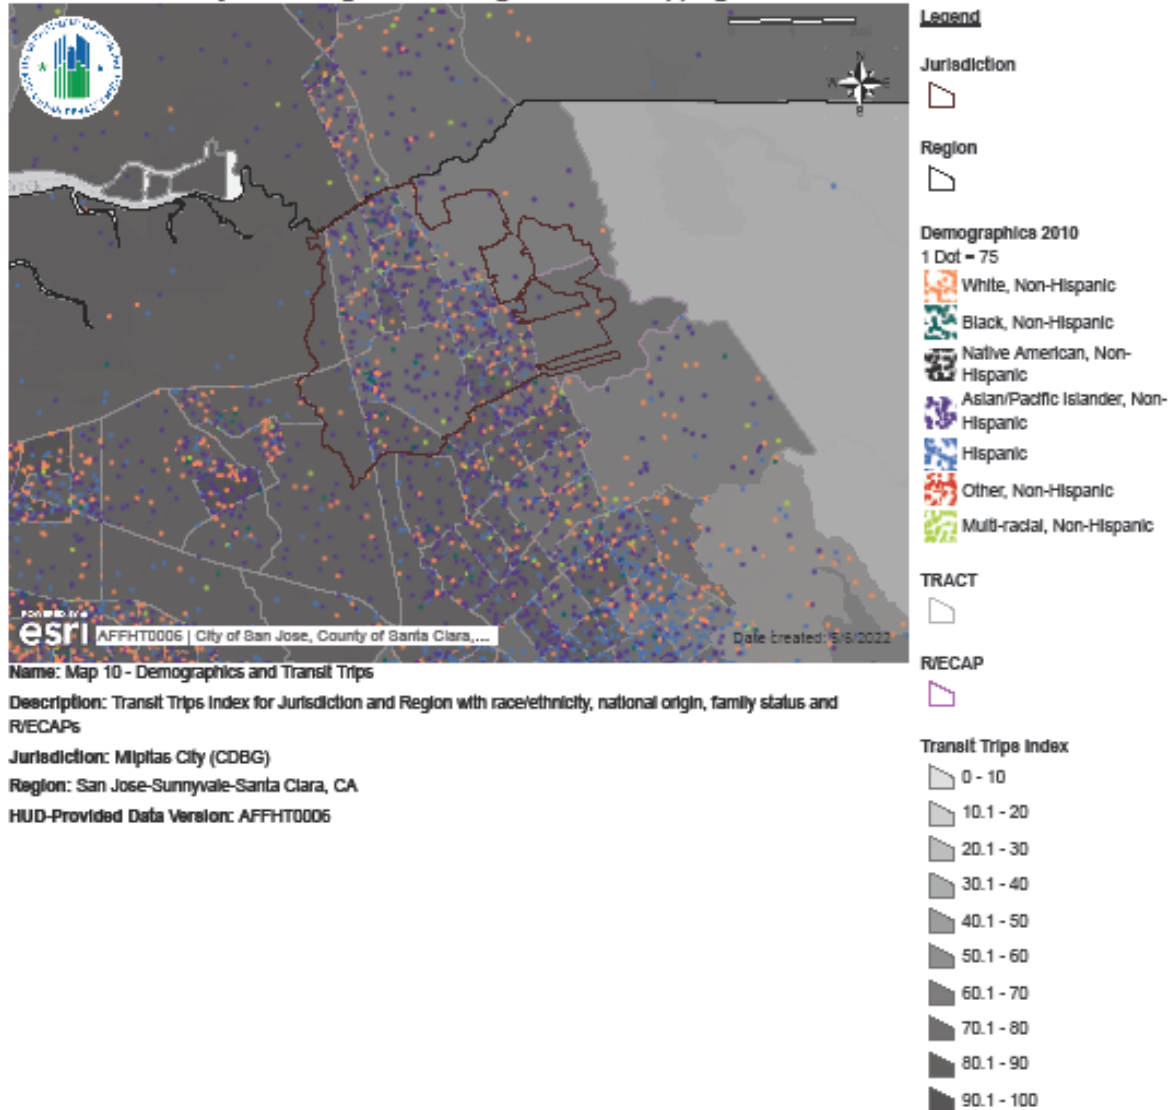 N
W
E
S
POWERED BY
esri
AFFHT0006 | City of San Jose, County of Santa Clara,...
Date created: 5/6/2022
Name: Map 10 - Demographics and Transit Trips
Description: Transit Trips Index for Jurisdiction and Region with race/ethnicity, national origin, family status and
R/ECAPs
Jurisdiction: Milpitas City (CDBG)
Region: San Jose-Sunnyvale-Santa Clara, CA
HUD-Provided Data Version: AFFHT0006
Legend
Jurisdiction
Region
Demographics 2010
1 Dot = 75
White, Non-Hispanic
Black, Non-Hispanic
Native American, Non-
Hispanic
Asian/Pacific Islander, Non-
Hispanic
Hispanic
Other, Non-Hispanic
Multi-racial, Non-Hispanic
TRACT
R/ECAP
Transit Trips Index
0 - 10
10.1 - 20
20.1 - 30
30.1 - 40
40.1 - 50
50.1 - 60
60.1 - 70
70.1 - 80
80.1 - 90
90.1 - 100